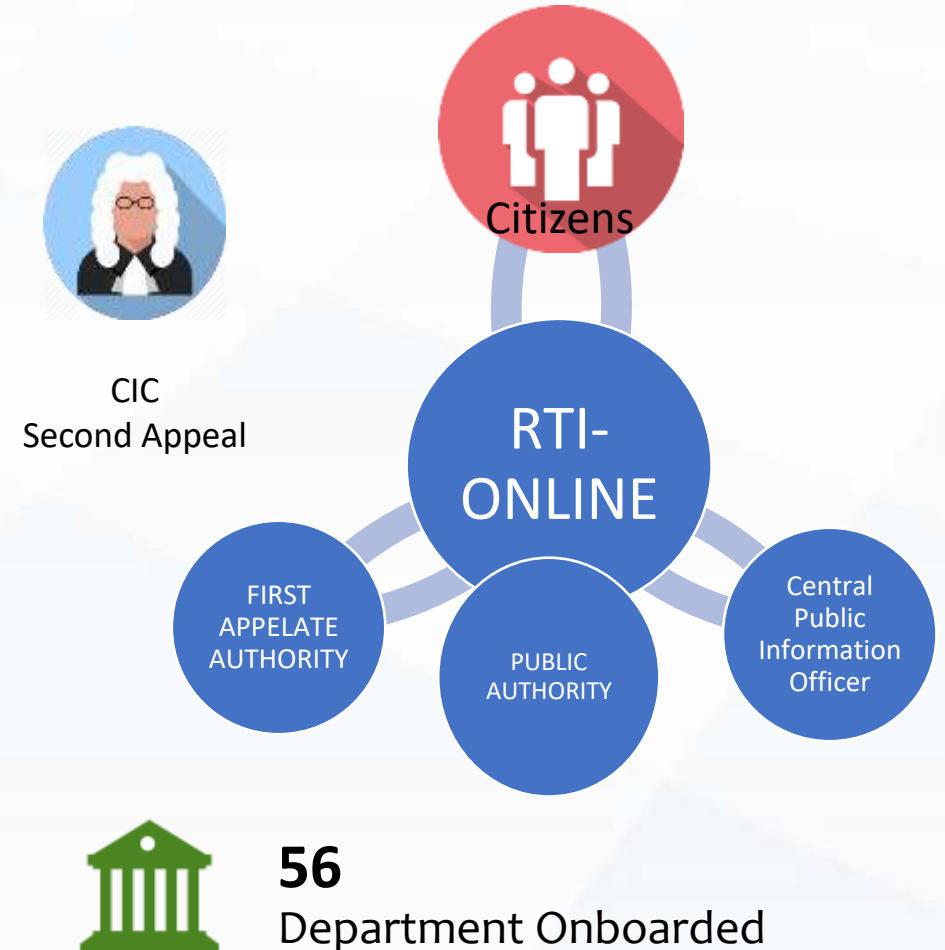 Citizens
CIC
Second Appeal
RTI-
ONLINE
FIRST
APPELATE
AUTHORITY
PUBLIC
AUTHORITY
Central
Public
Information
Officer
56
Department Onboarded